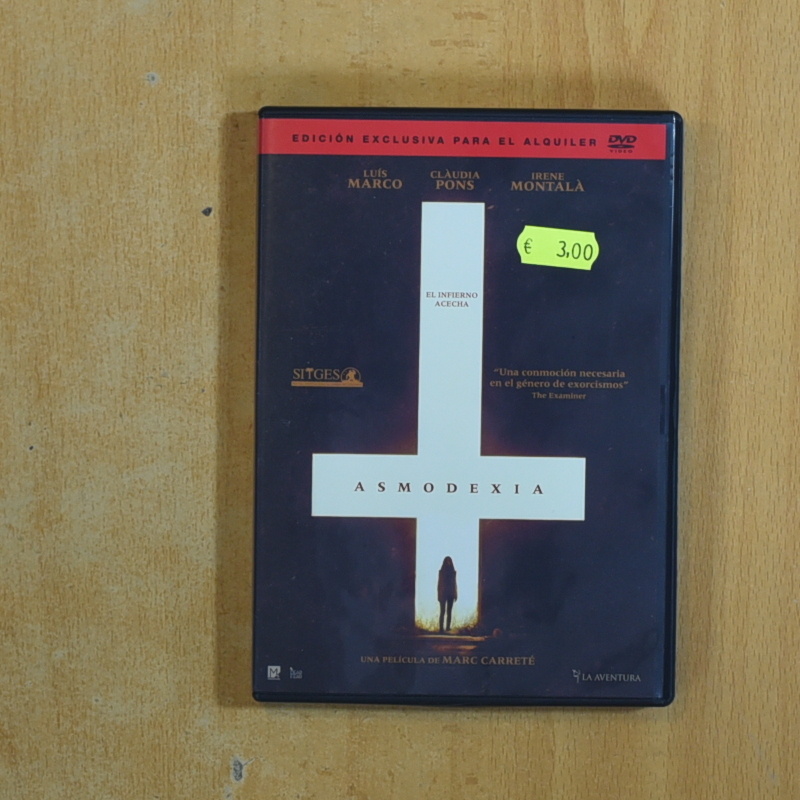 EDICIÓN EXCLUSIVA PARA EL ALQUILER DVD
VIDEO
LUÍS
MARCO
CLÀUDIA
PONS
IRENE
MONTALÀ
€ 3,00
EL INFIERNO
ACECHA
SITGES
"Una conmoción necesaria
en el género de exorcismos"
The Examiner
ASMODEXIA
UNA PELÍCULA DE MARC CARRETÉ
LA AVENTURA